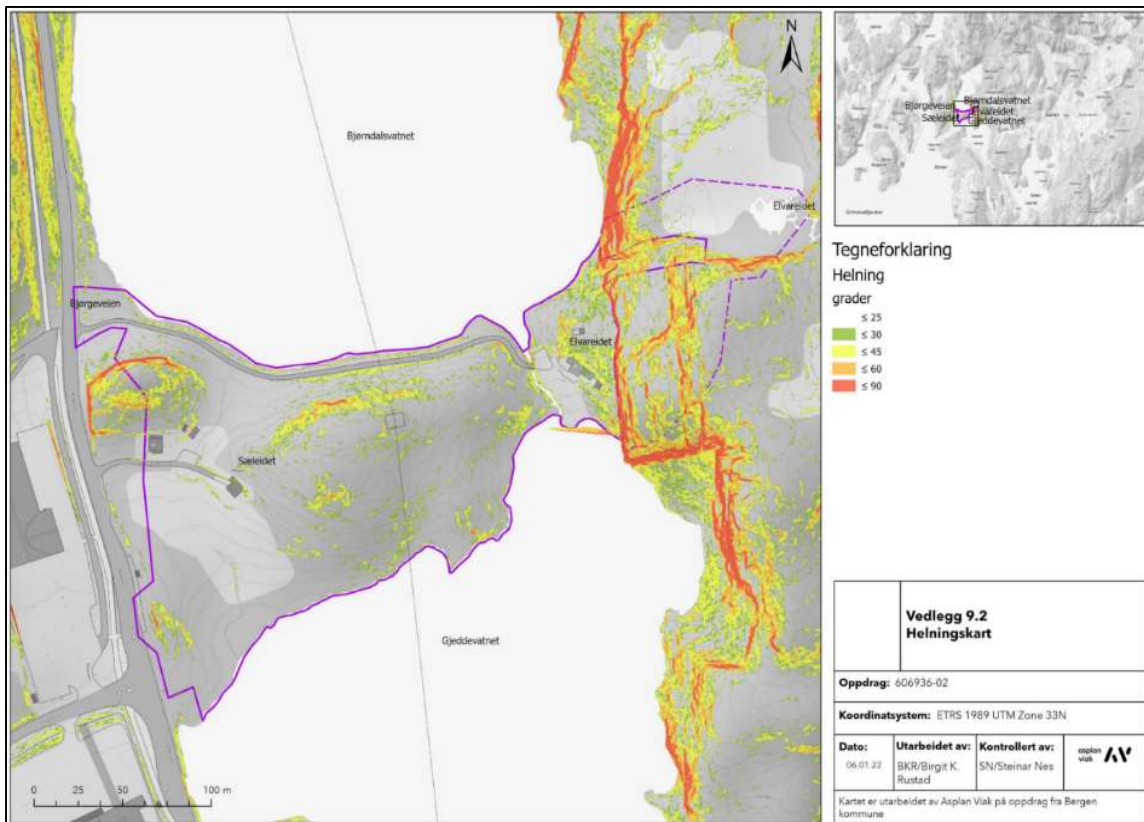 N
Bjørndalsvatnet
Elvareidet
Bjørgeveien
Elvareidet
Sæleidet
Gjeddevatnet
0 25 50 100 m
Bjørndalsvatnet
Bjørgeveien
Elvareidet
Sæleidet
Gjeddevatnet
Tegneforklaring
Helning
grader
≤ 25
≤ 30
≤ 45
≤ 60
≤ 90
Vedlegg 9.2
Helningskart
Oppdrag: 606936-02
Koordinatsystem: ETRS 1989 UTM Zone 33N
Dato:
06.01.22
Utarbeidet av:
BKR/Birgit K.
Rustad
Kontrollert av:
SN/Steinar Nes
asplan
viak
Kartet er utarbeidet av Asplan Viak på oppdrag fra Bergen
kommune